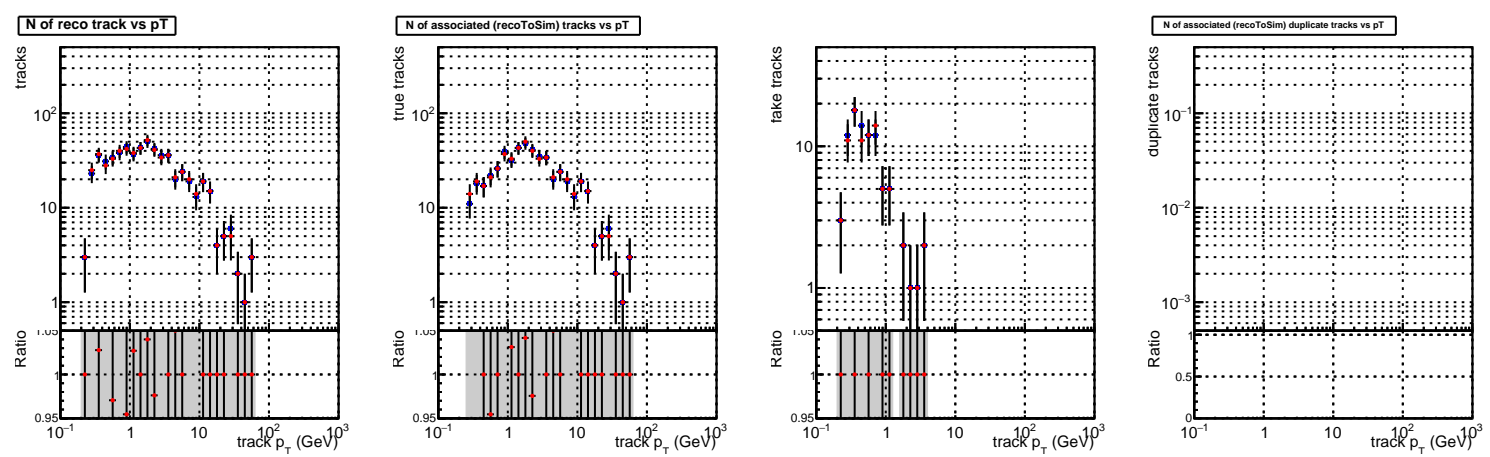 N of reco track vs pT
tracks
10²
10
1
Ratio
1.05
1
0.95
10⁻¹ 1 10 10² 10³
track p_T (GeV)
N of associated (recoToSim) tracks vs pT
true tracks
10²
10
1
Ratio
1.05
1
0.95
10⁻¹ 1 10 10² 10³
track p_T (GeV)
fake tracks
10
1
Ratio
1.05
1
0.95
10⁻¹ 1 10 10² 10³
track p_T (GeV)
N of associated (recoToSim) duplicate tracks vs pT
duplicate tracks
10⁻¹
10⁻²
10⁻³
Ratio
1
0.5
0
10⁻¹ 1 10 10² 10³
track p_T (GeV)